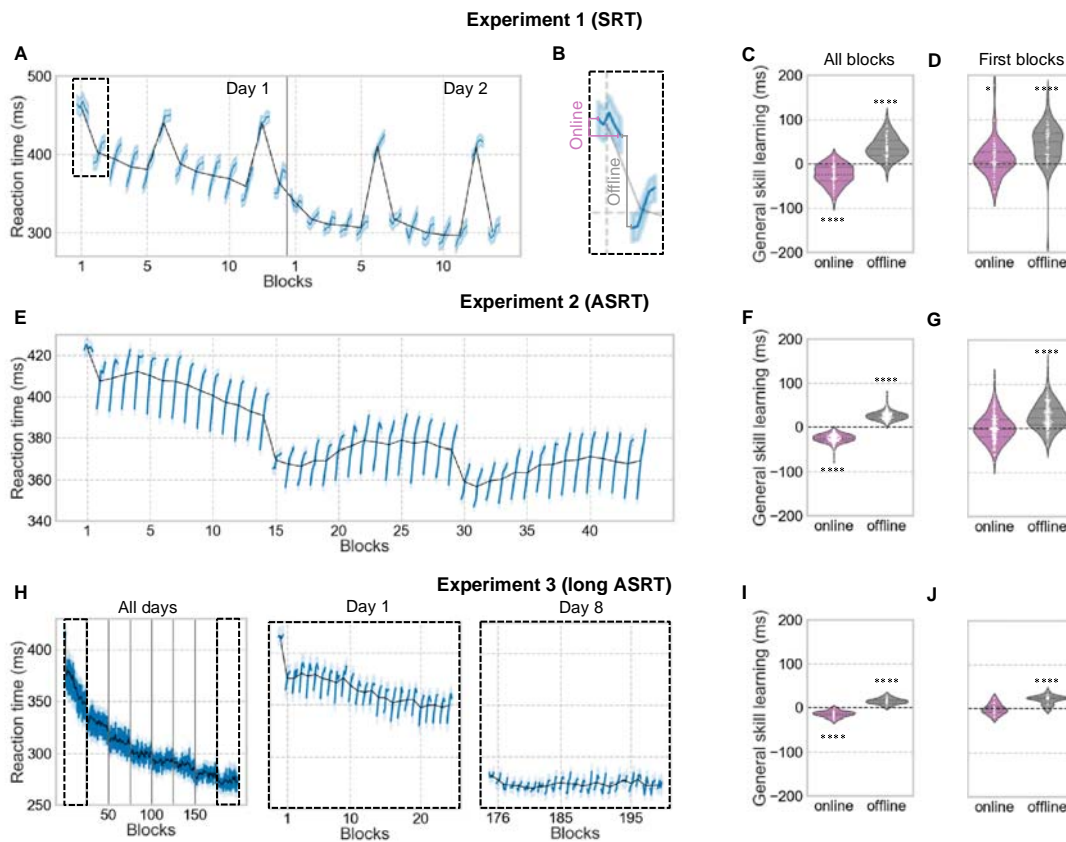 Experiment 1 (SRT)
A
B
C
All blocks
D
First blocks
500
400
300
Reaction time (ms)
Day 1
Day 2
1
5
10
1
5
10
Blocks
Online
Offline
General skill learning (ms)
200
100
0
−100
−200
****
****
online
offline
*
****
online
offline
Experiment 2 (ASRT)
E
F
G
420
400
380
360
340
Reaction time (ms)
1
5
10
15
20
25
30
35
40
Blocks
General skill learning (ms)
200
100
0
−100
−200
****
****
online
offline
****
online
offline
Experiment 3 (long ASRT)
H
All days
Day 1
Day 8
I
J
400
350
300
250
Reaction time (ms)
50
100
150
Blocks
1
10
20
Blocks
176
185
195
Blocks
General skill learning (ms)
200
100
0
−100
−200
****
****
online
offline
****
online
offline